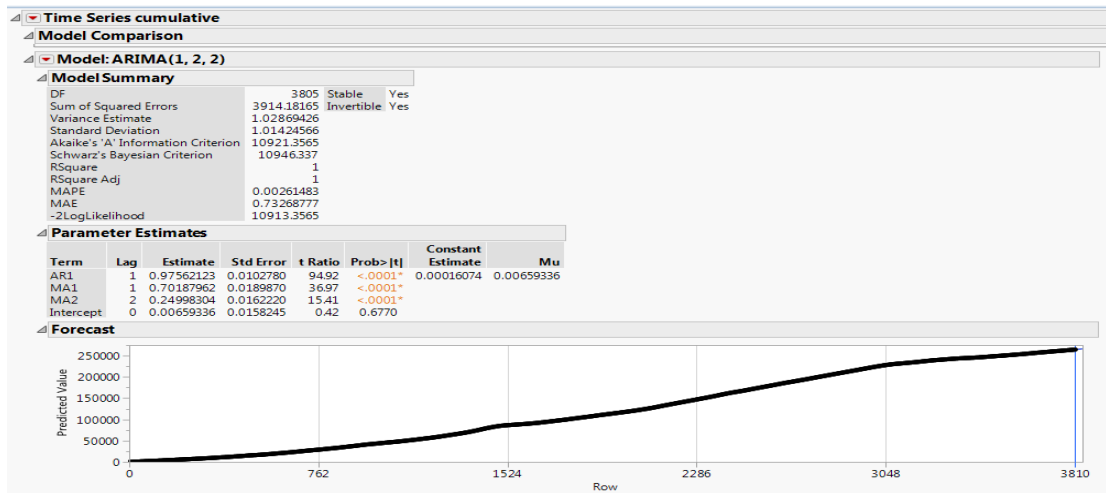 Time Series cumulative
Model Comparison
Model: ARIMA(1, 2, 2)
Model Summary
DF 3805 Stable Yes
Sum of Squared Errors 3914.18165 Invertible Yes
Variance Estimate 1.02869426
Standard Deviation 1.01424566
Akaike's 'A' Information Criterion 10921.3565
Schwarz's Bayesian Criterion 10946.337
RSquare 1
RSquare Adj 1
MAPE 0.00261483
MAE 0.73268777
-2LogLikelihood 10913.3565
Parameter Estimates
Constant
Term Lag Estimate Std Error t Ratio Prob>|t| Estimate Mu
AR1 1 0.97562123 0.0102780 94.92 <.0001* 0.00016074 0.00659336
MA1 1 0.70187962 0.0189870 36.97 <.0001*
MA2 2 0.24998304 0.0162220 15.41 <.0001*
Intercept 0 0.00659336 0.0158245 0.42 0.6770
Forecast
Predicted Value
250000
200000
150000
100000
50000
0
0 762 1524 2286 3048 3810
Row